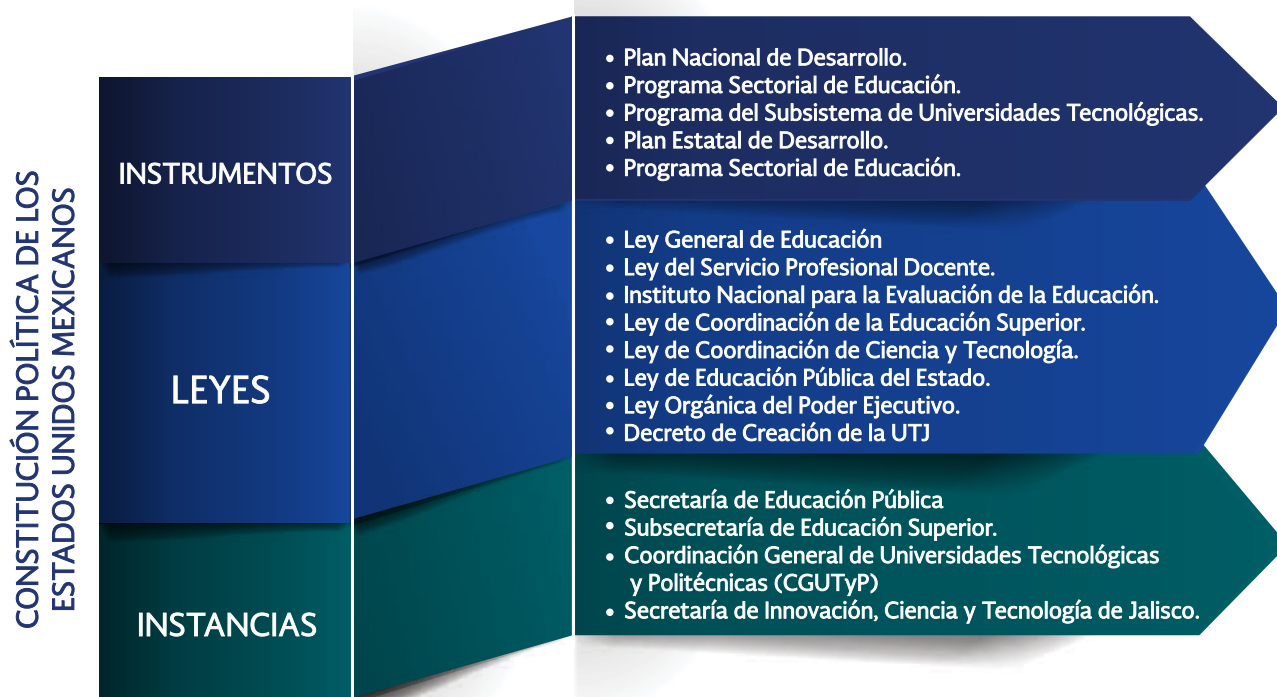 CONSTITUCIÓN POLÍTICA DE LOS
ESTADOS UNIDOS MEXICANOS
INSTRUMENTOS
• Plan Nacional de Desarrollo.
• Programa Sectorial de Educación.
• Programa del Subsistema de Universidades Tecnológicas.
• Plan Estatal de Desarrollo.
• Programa Sectorial de Educación.
LEYES
• Ley General de Educación
• Ley del Servicio Profesional Docente.
• Instituto Nacional para la Evaluación de la Educación.
• Ley de Coordinación de la Educación Superior.
• Ley de Coordinación de Ciencia y Tecnología.
• Ley de Educación Pública del Estado.
• Ley Orgánica del Poder Ejecutivo.
• Decreto de Creación de la UTJ
INSTANCIAS
• Secretaría de Educación Pública
• Subsecretaría de Educación Superior.
• Coordinación General de Universidades Tecnológicas
y Politécnicas (CGUTyP)
• Secretaría de Innovación, Ciencia y Tecnología de Jalisco.